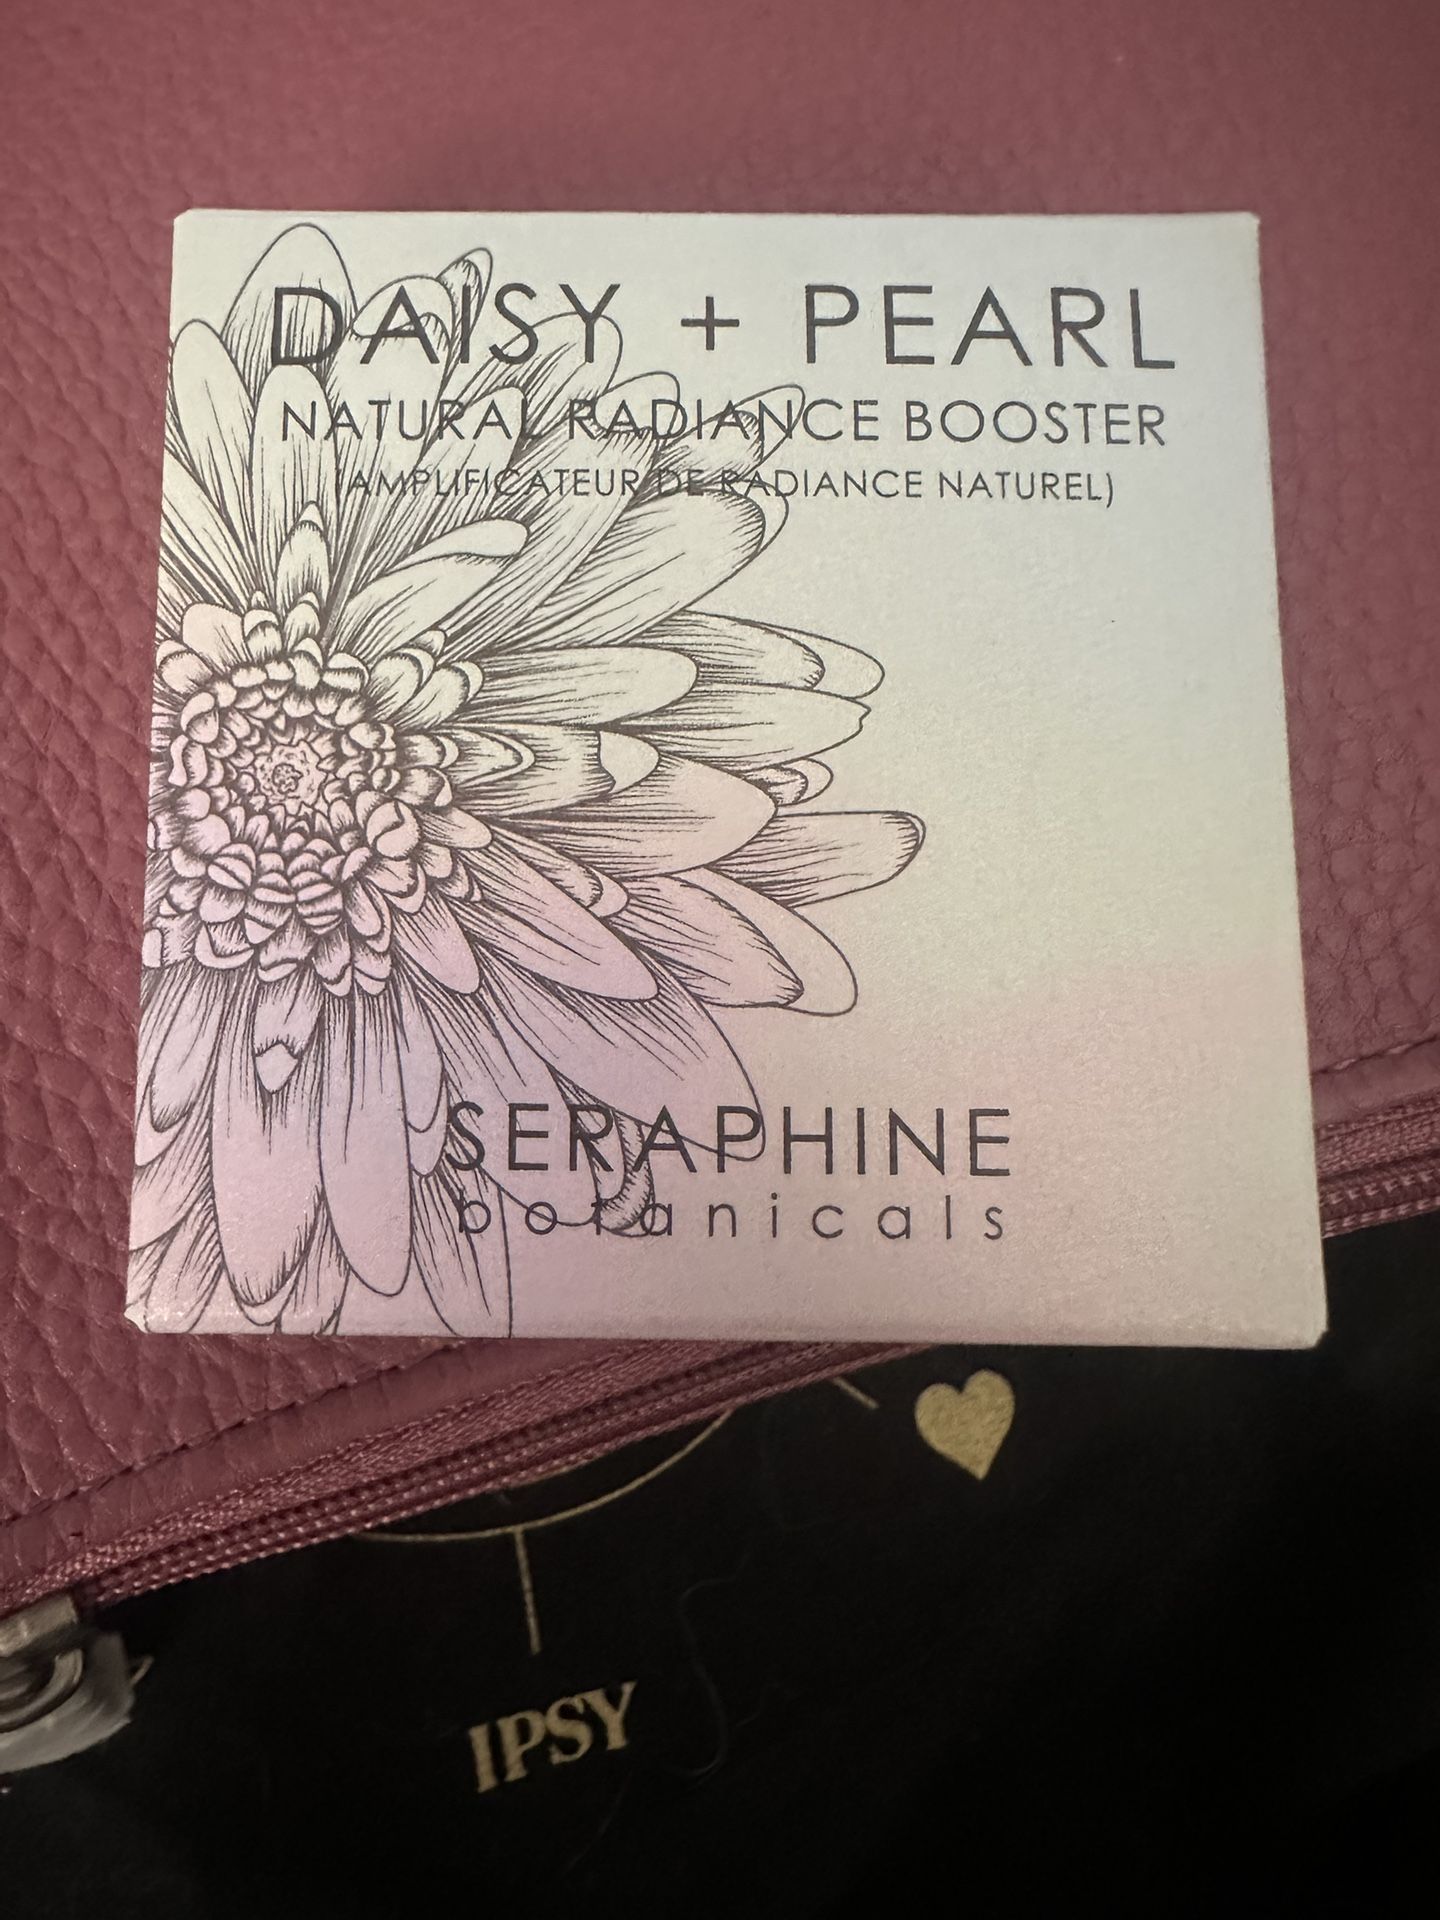 DAISY + PEARL
NATURAL RADIANCE BOOSTER
(AMPLIFICATEUR DE RADIANCE NATUREL)
SERAPHINE
botanicals
IPSY